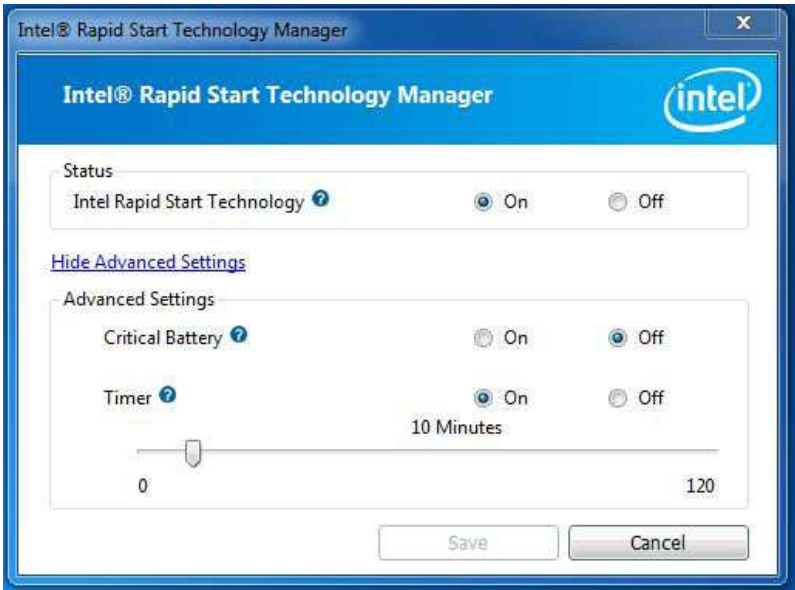 Intel® Rapid Start Technology Manager
X
Intel® Rapid Start Technology Manager
intel
Status
Intel Rapid Start Technology ? On Off
Hide Advanced Settings
Advanced Settings
Critical Battery ? On Off
Timer ? On Off
10 Minutes
0 120
Save Cancel